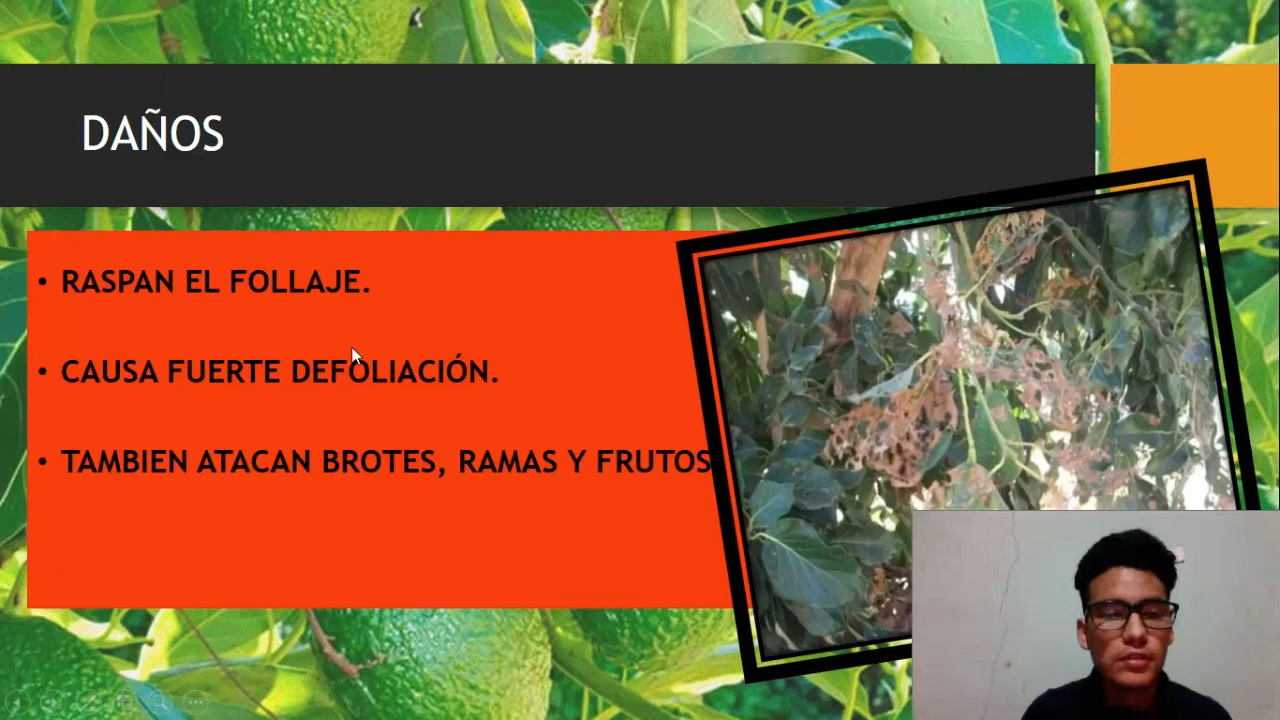 DAÑOS
• RASPAN EL FOLLAJE.
• CAUSA FUERTE DEFOLIACIÓN.
• TAMBIEN ATACAN BROTES, RAMAS Y FRUTOS